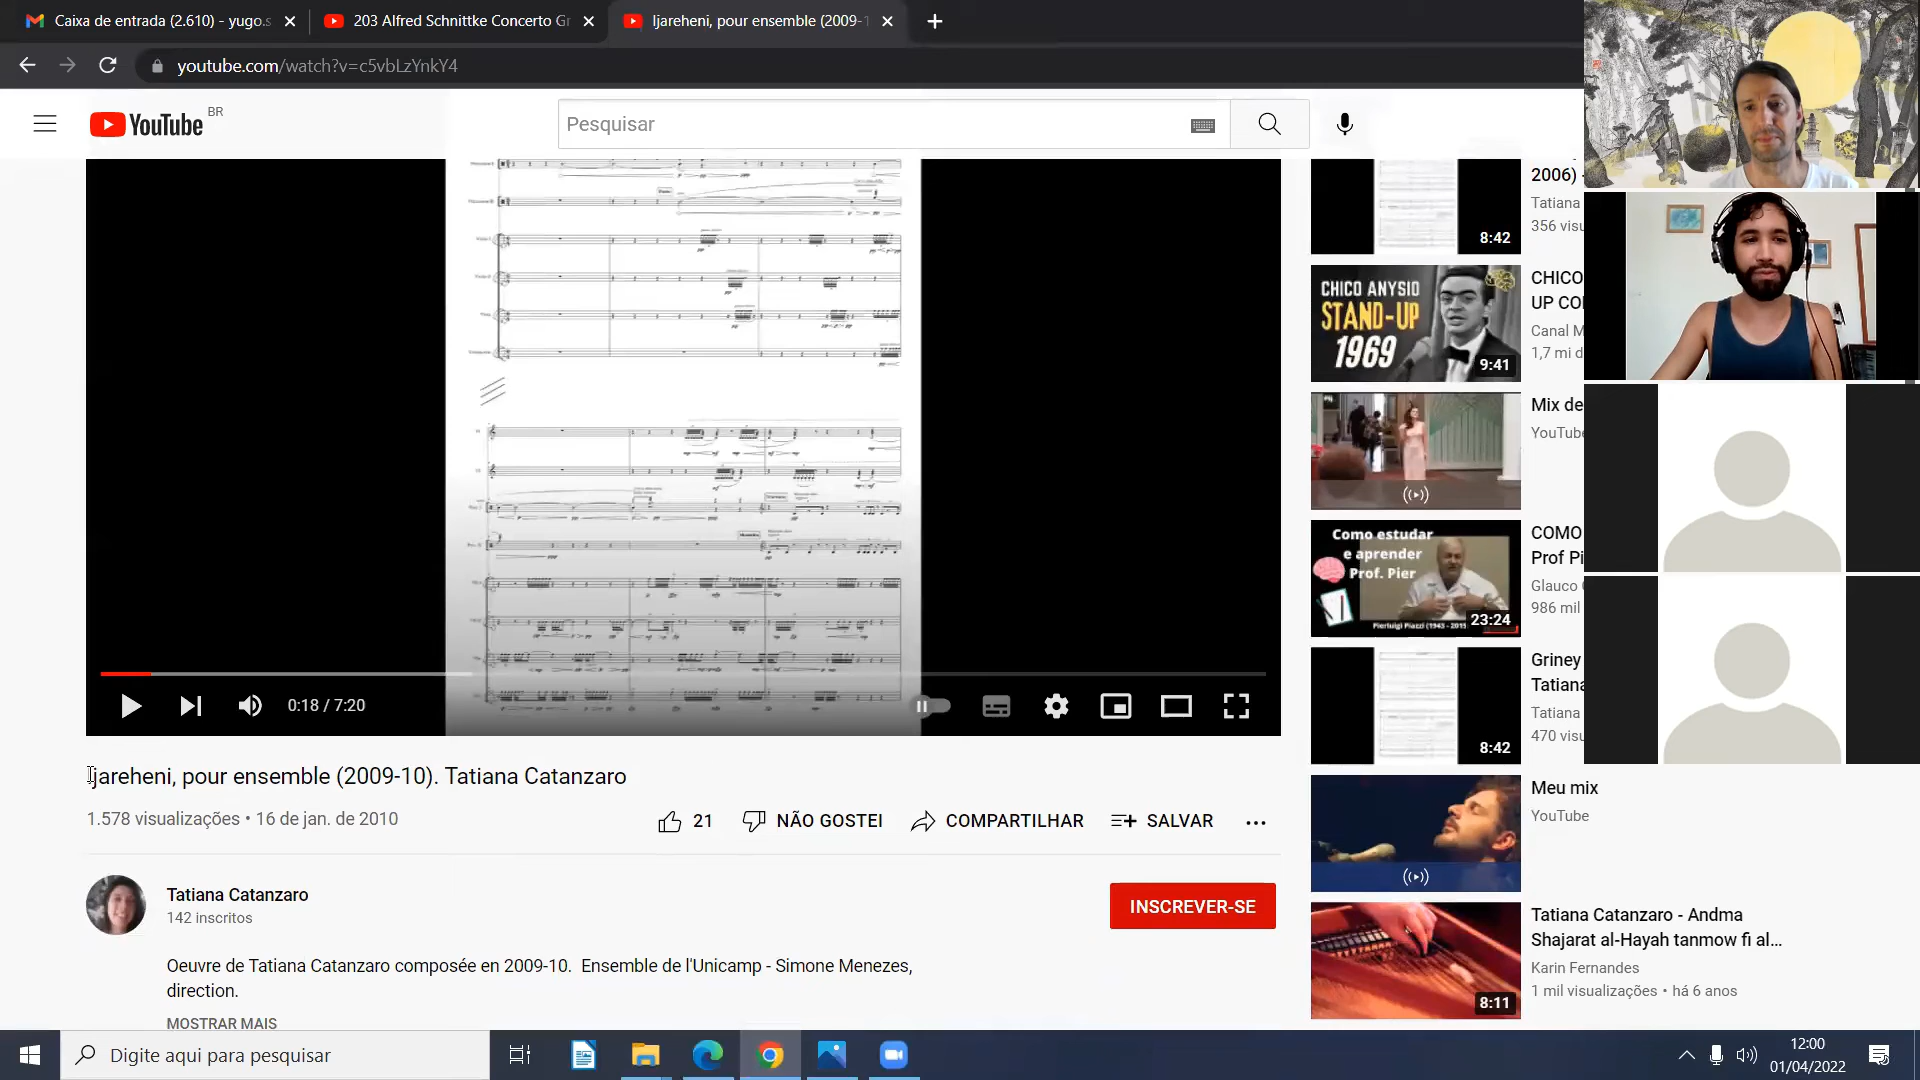 Caixa de entrada (2.610) - yugo.s
203 Alfred Schnittke Concerto Gr
Ijareheni, pour ensemble (2009-1
youtube.com/watch?v=c5vbLzYnkY4
YouTube BR
Pesquisar
2006) -
Tatiana
356 visu
8:42
CHICO ANYSIO
STAND-UP
1969
9:41
CHICO
UP CO
Canal M
1,7 mi d
Mix de
YouTube
Como estudar
e aprender
Prof. Pier
Pierluigi Piazzi (1943 - 2015)
23:24
COMO
Prof Pi
Glauco
986 mil
Griney
Tatiana
Tatiana
470 visu
8:42
0:18 / 7:20
Ijareheni, pour ensemble (2009-10). Tatiana Catanzaro
1.578 visualizações • 16 de jan. de 2010
21
NÃO GOSTEI
COMPARTILHAR
SALVAR
Meu mix
YouTube
Tatiana Catanzaro
142 inscritos
INSCREVER-SE
Oeuvre de Tatiana Catanzaro composée en 2009-10. Ensemble de l'Unicamp - Simone Menezes,
direction.
MOSTRAR MAIS
Tatiana Catanzaro - Andma
Shajarat al-Hayah tanmow fi al...
Karin Fernandes
1 mil visualizações • há 6 anos
8:11
Digite aqui para pesquisar
12:00
01/04/2022